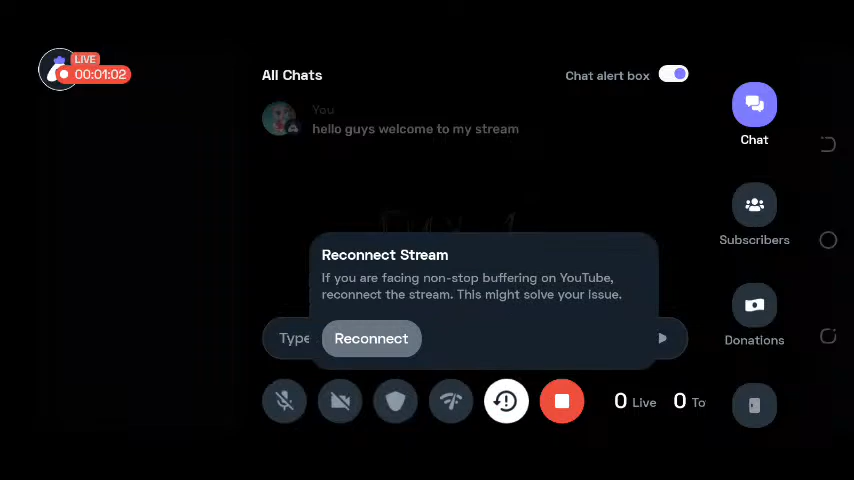 LIVE
00:01:02
All Chats
Chat alert box
You
hello guys welcome to my stream
Chat
Subscribers
Donations
Reconnect Stream
If you are facing non-stop buffering on YouTube,
reconnect the stream. This might solve your issue.
Type
Reconnect
0 Live
0 To